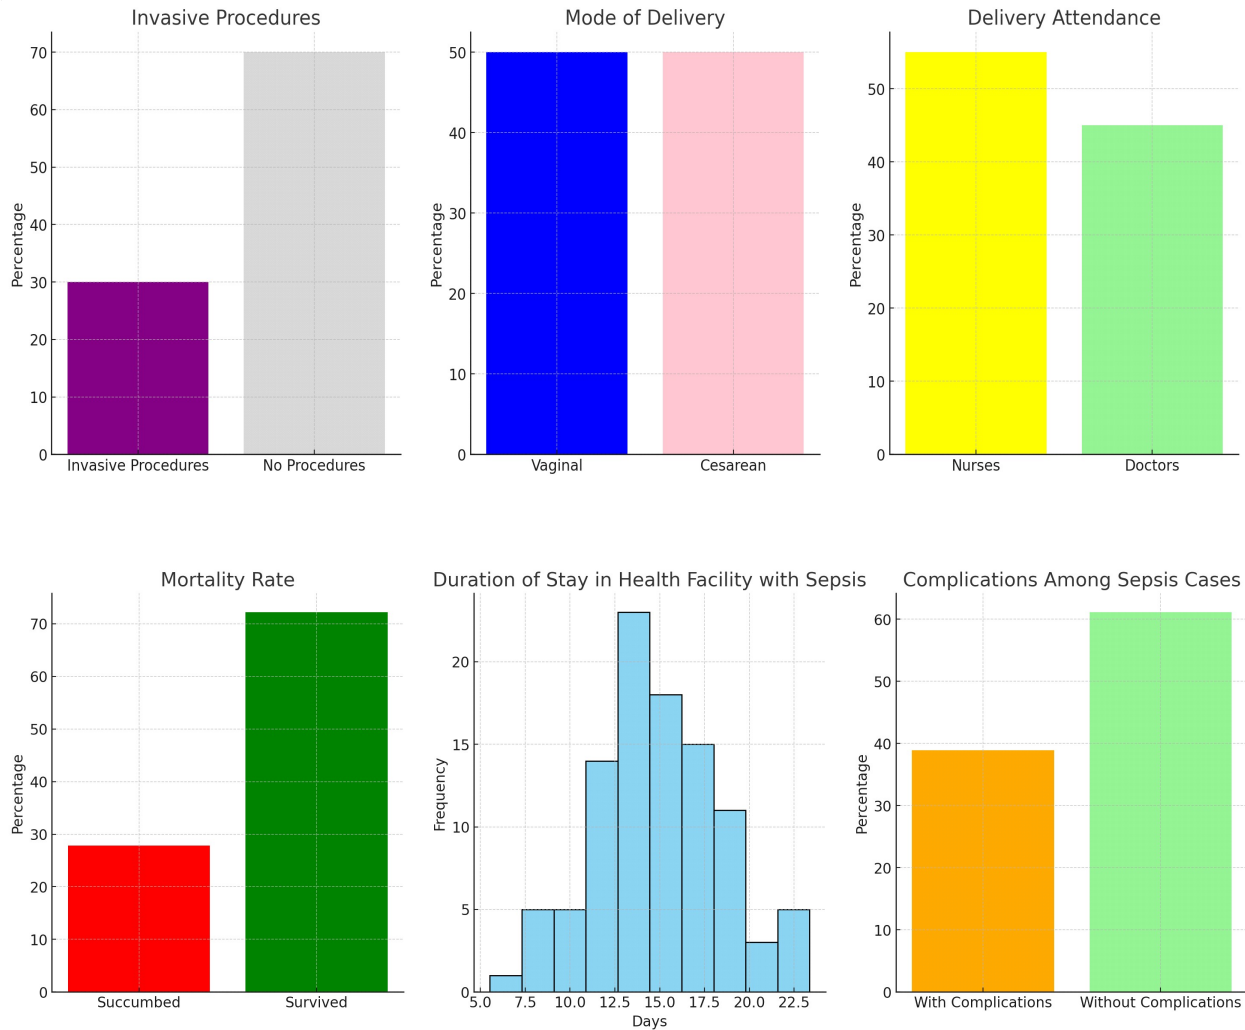 Invasive Procedures
Percentage
70
60
50
40
30
20
10
0
Invasive Procedures No Procedures
Mode of Delivery
Percentage
50
40
30
20
10
0
Vaginal Cesarean
Delivery Attendance
Percentage
50
40
30
20
10
0
Nurses Doctors
Mortality Rate
Percentage
70
60
50
40
30
20
10
0
Succumbed Survived
Duration of Stay in Health Facility with Sepsis
Frequency
20
15
10
5
0
5.0 7.5 10.0 12.5 15.0 17.5 20.0 22.5
Days
Complications Among Sepsis Cases
Percentage
60
50
40
30
20
10
0
With Complications Without Complications